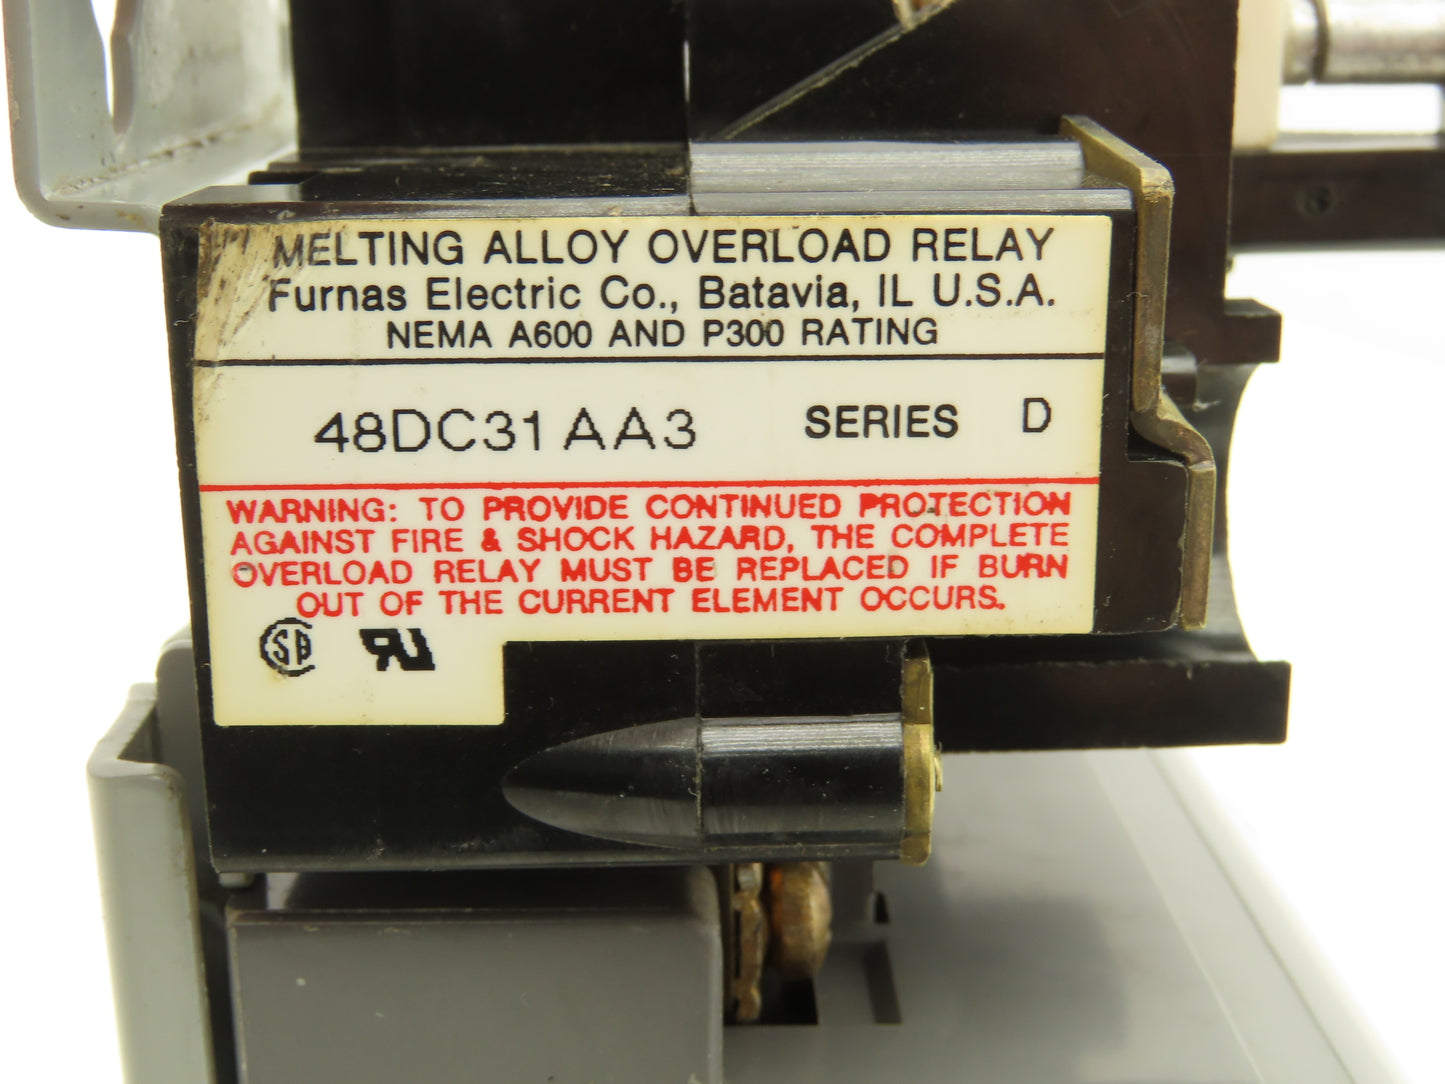 MELTING ALLOY OVERLOAD RELAY
Furnas Electric Co., Batavia, IL U.S.A.
NEMA A600 AND P300 RATING
48DC31AA3 SERIES D
WARNING: TO PROVIDE CONTINUED PROTECTION
AGAINST FIRE & SHOCK HAZARD, THE COMPLETE
OVERLOAD RELAY MUST BE REPLACED IF BURN
OUT OF THE CURRENT ELEMENT OCCURS.